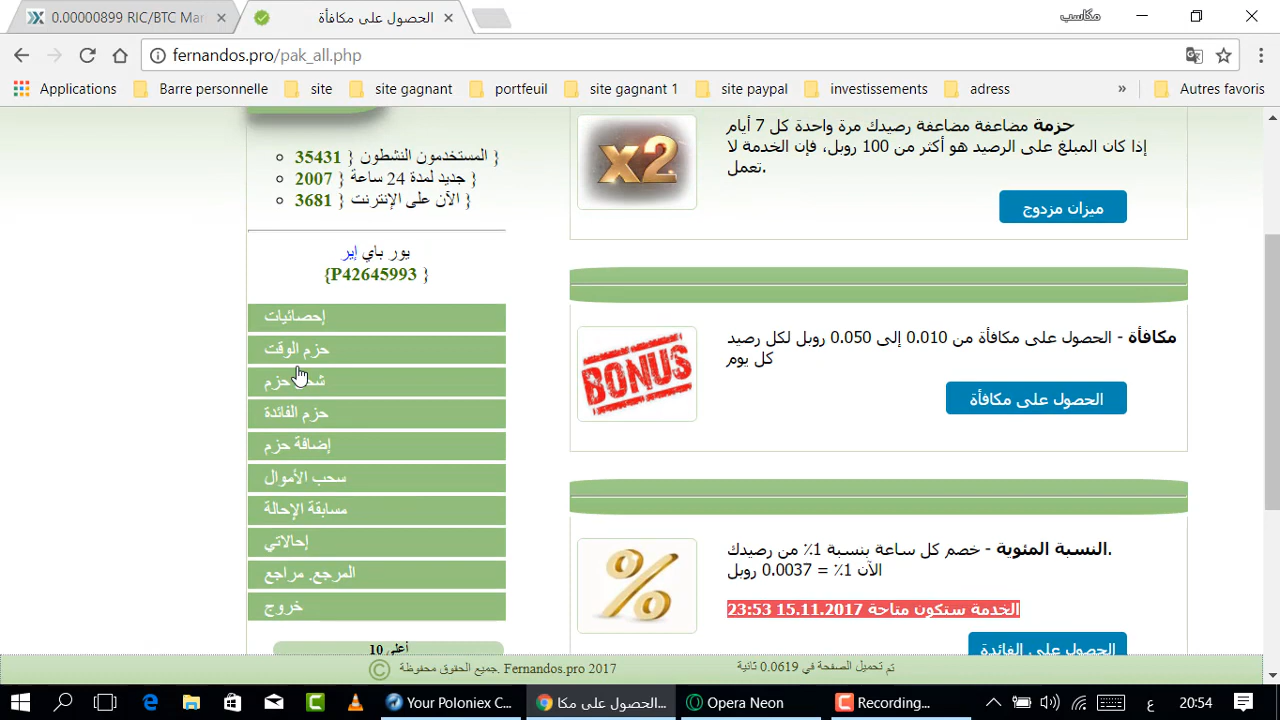 0.00000899 RIC/BTC Mar
الحصول على مكافأة
مكاسب
fernandos.pro/pak_all.php
Applications
Barre personnelle
site
site gagnant
portfeuil
site gagnant 1
site paypal
investissements
adress
»
Autres favoris
المستخدمون النشطون { 35431 }
جديد لمدة 24 ساعة { 2007 }
الآن على الإنترنت { 3681 }
يور باي إير
{P42645993 }
إحصائيات
حزم الوقت
حزم
حزم الفائدة
إضافة حزم
سحب الأموال
مسابقة الإحالة
إحالاتي
المرجع. مراجع
خروج
أعلى 10
x2
حزمة مضاعفة مضاعفة رصيدك مرة واحدة كل 7 أيام
إذا كان المبلغ على الرصيد هو أكثر من 100 روبل، فإن الخدمة لا
تعمل.
ميزان مزدوج
BONUS
مكافأة - الحصول على مكافأة من 0.010 إلى 0.050 روبل لكل رصيد
كل يوم
الحصول على مكافأة
%
النسبة المئوية - خصم كل ساعة بنسبة 1٪ من رصيدك.
الآن 1٪ = 0.0037 روبل
الخدمة ستكون متاحة 15.11.2017 23:53
الحصول على الفائدة
© جميع الحقوق محفوظة. Fernandos.pro 2017
تم تحميل الصفحة في 0.0619 ثانية
Your Poloniex C...
الحصول على مكا...
Opera Neon
Recording...
ع
20:54